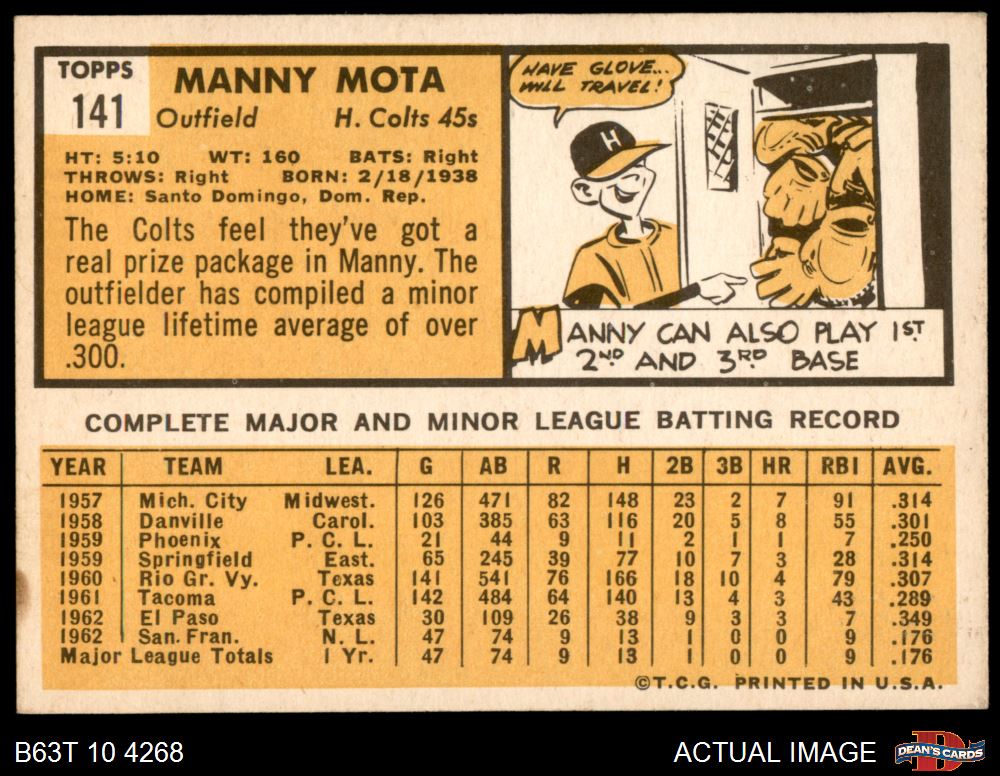 TOPPS
141
MANNY MOTA
Outfield H. Colts 45s
HT: 5:10 WT: 160 BATS: Right
THROWS: Right BORN: 2/18/1938
HOME: Santo Domingo, Dom. Rep.
The Colts feel they've got a
real prize package in Manny. The
outfielder has compiled a minor
league lifetime average of over
.300.
HAVE GLOVE...
WILL TRAVEL!
H
MANNY CAN ALSO PLAY 1ST
2ND AND 3RD BASE
COMPLETE MAJOR AND MINOR LEAGUE BATTING RECORD
YEAR TEAM LEA. G AB R H 2B 3B HR RBI AVG.
1957 Mich. City Midwest. 126 471 82 148 23 2 7 91 .314
1958 Danville Carol. 103 385 63 116 20 5 8 55 .301
1959 Phoenix P. C. L. 21 44 9 11 2 1 1 7 .250
1959 Springfield East. 65 245 39 77 10 7 3 28 .314
1960 Rio Gr. Vy. Texas 141 541 76 166 18 10 4 79 .307
1961 Tacoma P. C. L. 142 484 64 140 13 4 3 43 .289
1962 El Paso Texas 30 109 26 38 9 3 3 7 .349
1962 San. Fran. N. L. 47 74 9 13 1 0 0 9 .176
Major League Totals 1 Yr. 47 74 9 13 1 0 0 9 .176
©T.C.G. PRINTED IN U.S.A.
B63T 10 4268 ACTUAL IMAGE D DEAN'S CARDS